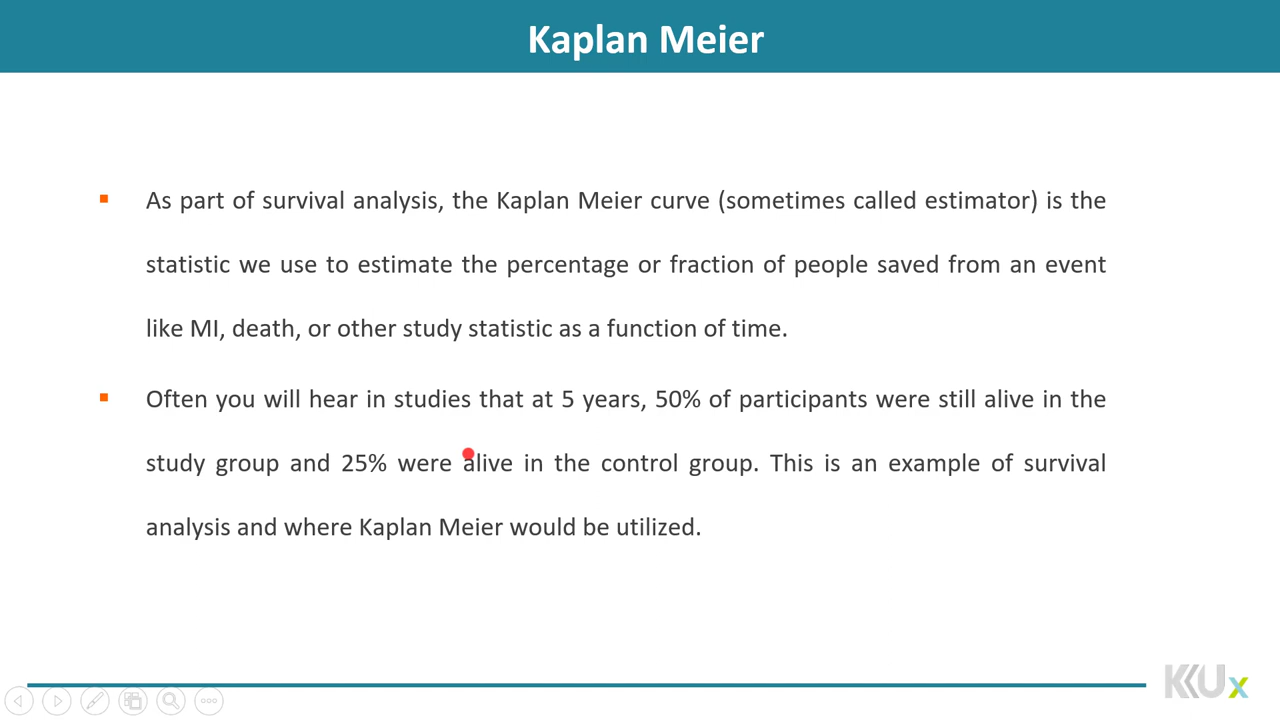 Kaplan Meier
As part of survival analysis, the Kaplan Meier curve (sometimes called estimator) is the
statistic we use to estimate the percentage or fraction of people saved from an event
like MI, death, or other study statistic as a function of time.
Often you will hear in studies that at 5 years, 50% of participants were still alive in the
study group and 25% were alive in the control group. This is an example of survival
analysis and where Kaplan Meier would be utilized.
KKUx